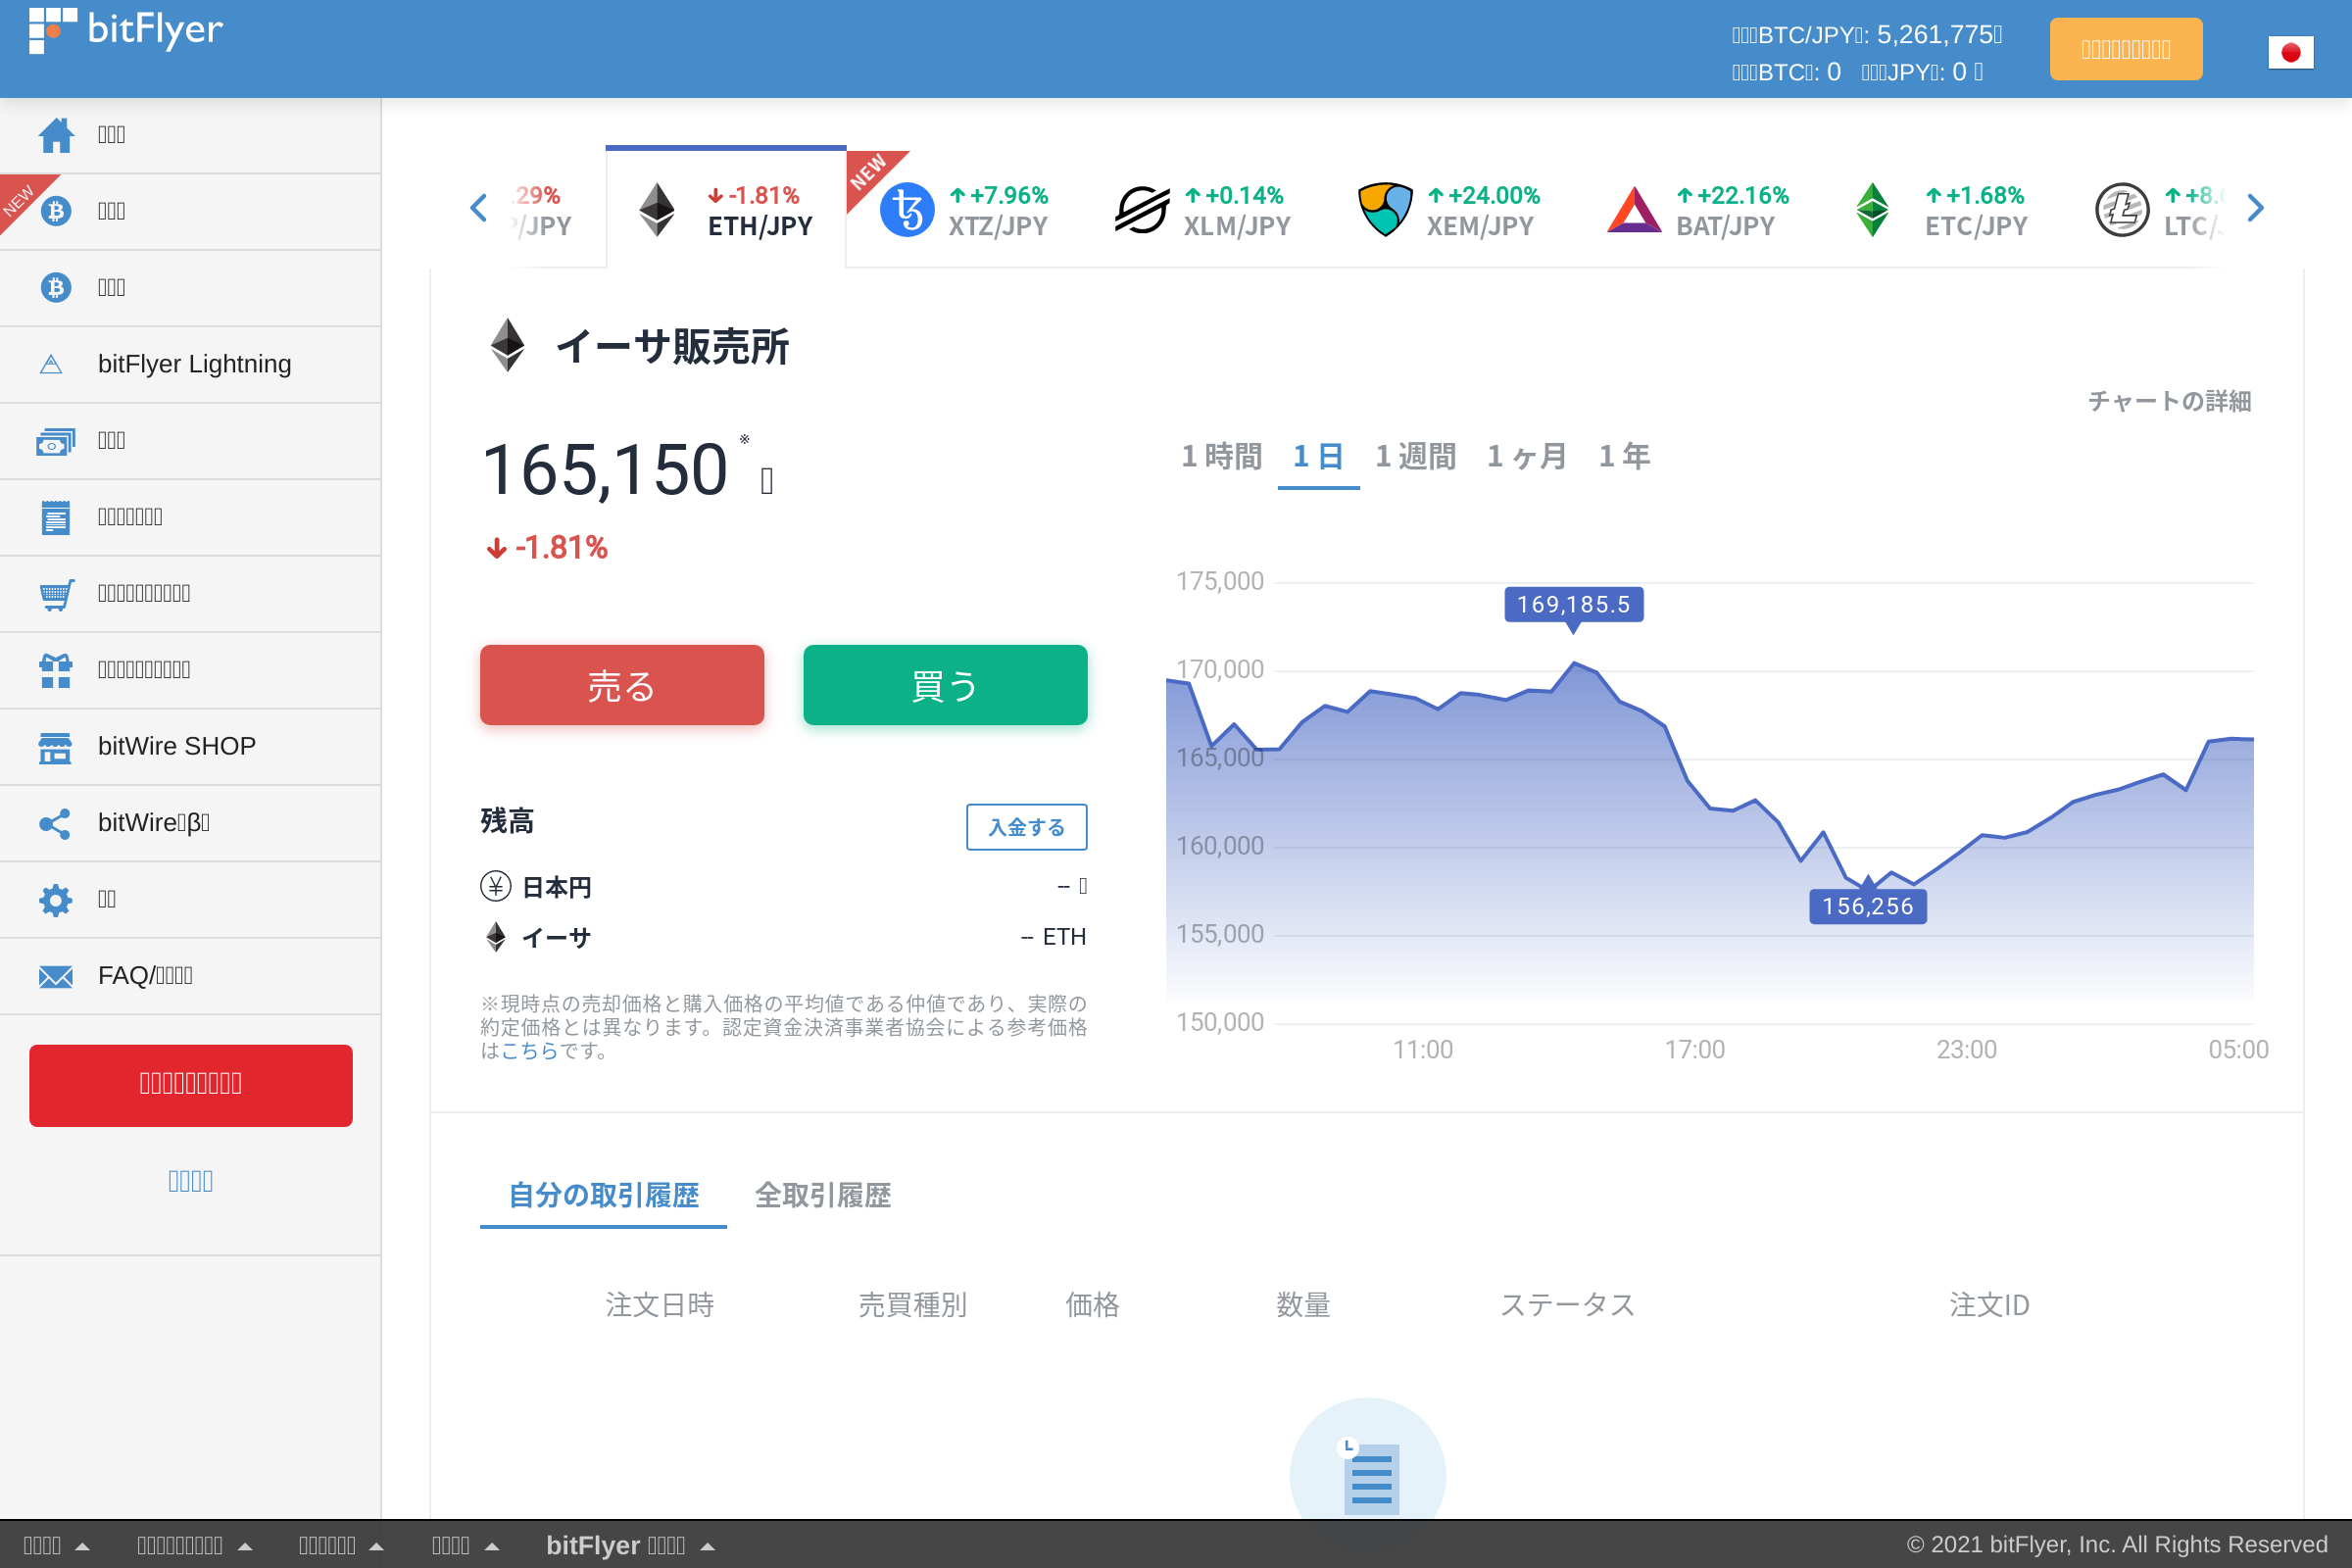 bitFlyer
BTC/JPY: 5,261,775
BTC: 0 JPY: 0
NEW
bitFlyer Lightning
bitWire SHOP
bitWire β
FAQ/
.29%
/JPY
-1.81%
ETH/JPY
NEW
+7.96%
XTZ/JPY
+0.14%
XLM/JPY
+24.00%
XEM/JPY
+22.16%
BAT/JPY
+1.68%
ETC/JPY
+8.
LTC/
イーサ販売所
チャートの詳細
165,150 ※
-1.81%
1 時間 1 日 1 週間 1 ヶ月 1 年
売る 買う
残高 入金する
日本円 --
イーサ -- ETH
※現時点の売却価格と購入価格の平均値である仲値であり、実際の
約定価格とは異なります。認定資金決済事業者協会による参考価格
はこちらです。
175,000
169,185.5
170,000
165,000
160,000
156,256
155,000
150,000
11:00 17:00 23:00 05:00
自分の取引履歴 全取引履歴
注文日時 売買種別 価格 数量 ステータス 注文ID
bitFlyer
© 2021 bitFlyer, Inc. All Rights Reserved